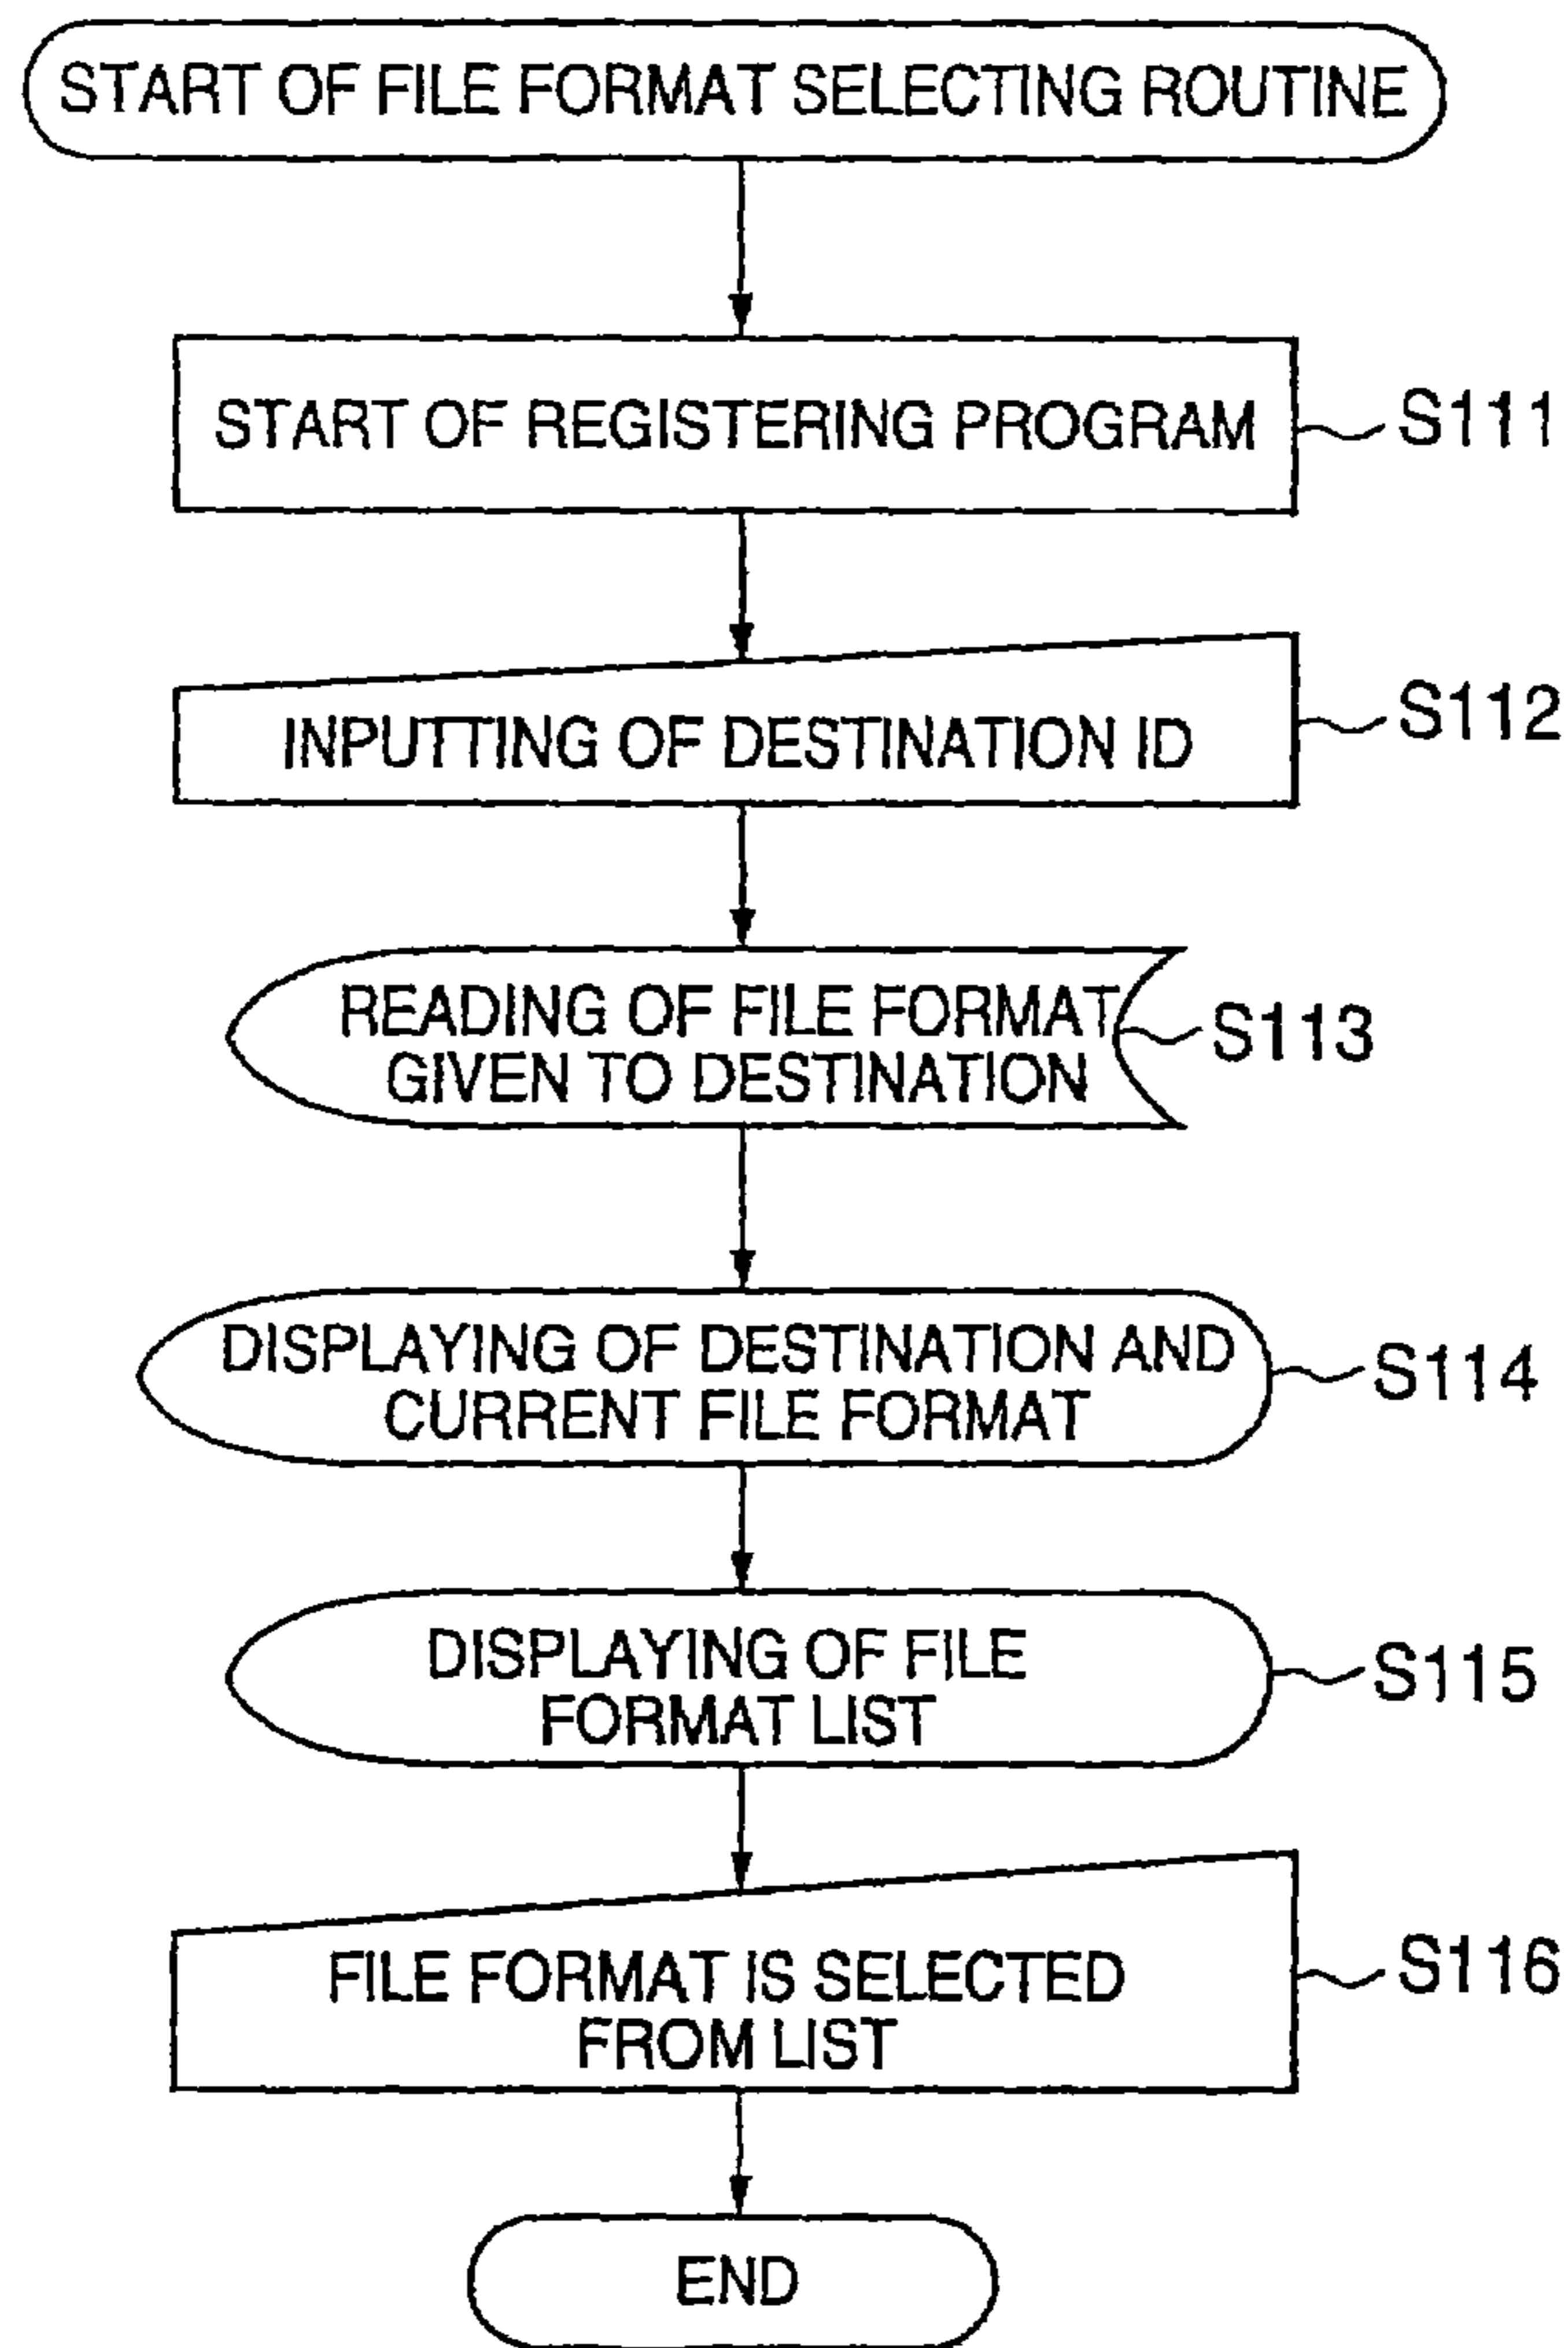 START OF FILE FORMAT SELECTING ROUTINE
START OF REGISTERING PROGRAM
S111
INPUTTING OF DESTINATION ID
S112
READING OF FILE FORMAT
GIVEN TO DESTINATION
S113
DISPLAYING OF DESTINATION AND
CURRENT FILE FORMAT
S114
DISPLAYING OF FILE
FORMAT LIST
S115
FILE FORMAT IS SELECTED
FROM LIST
S116
END